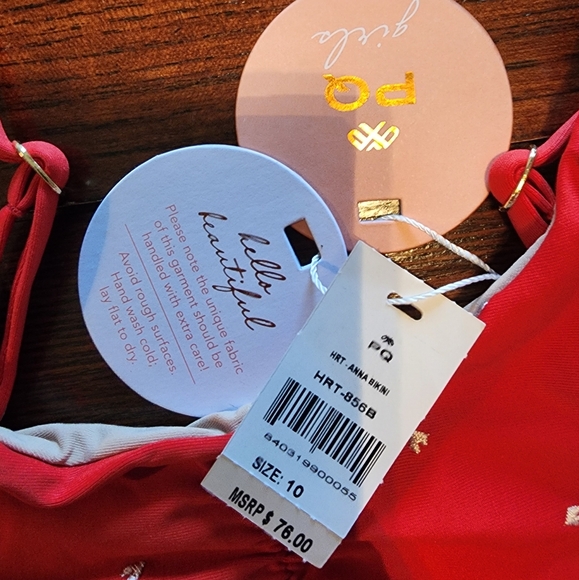 girls
PQ
hello
beautiful
Please note the unique fabric
of this garment should be
handled with extra care!
Avoid rough surfaces.
Hand wash cold;
lay flat to dry.
PQ
HRT - ANNA BIKINI
HRT-856B
840319900055
SIZE: 10
MSRP $ 76.00